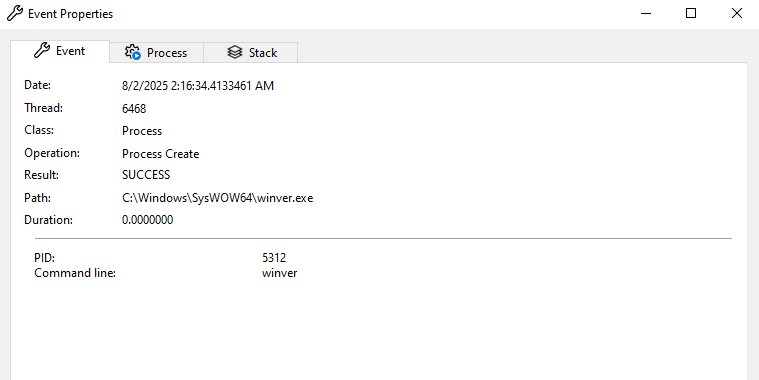 Event Properties
Event Process Stack
Date: 8/2/2025 2:16:34.4133461 AM
Thread: 6468
Class: Process
Operation: Process Create
Result: SUCCESS
Path: C:\Windows\SysWOW64\winver.exe
Duration: 0.0000000
PID: 5312
Command line: winver